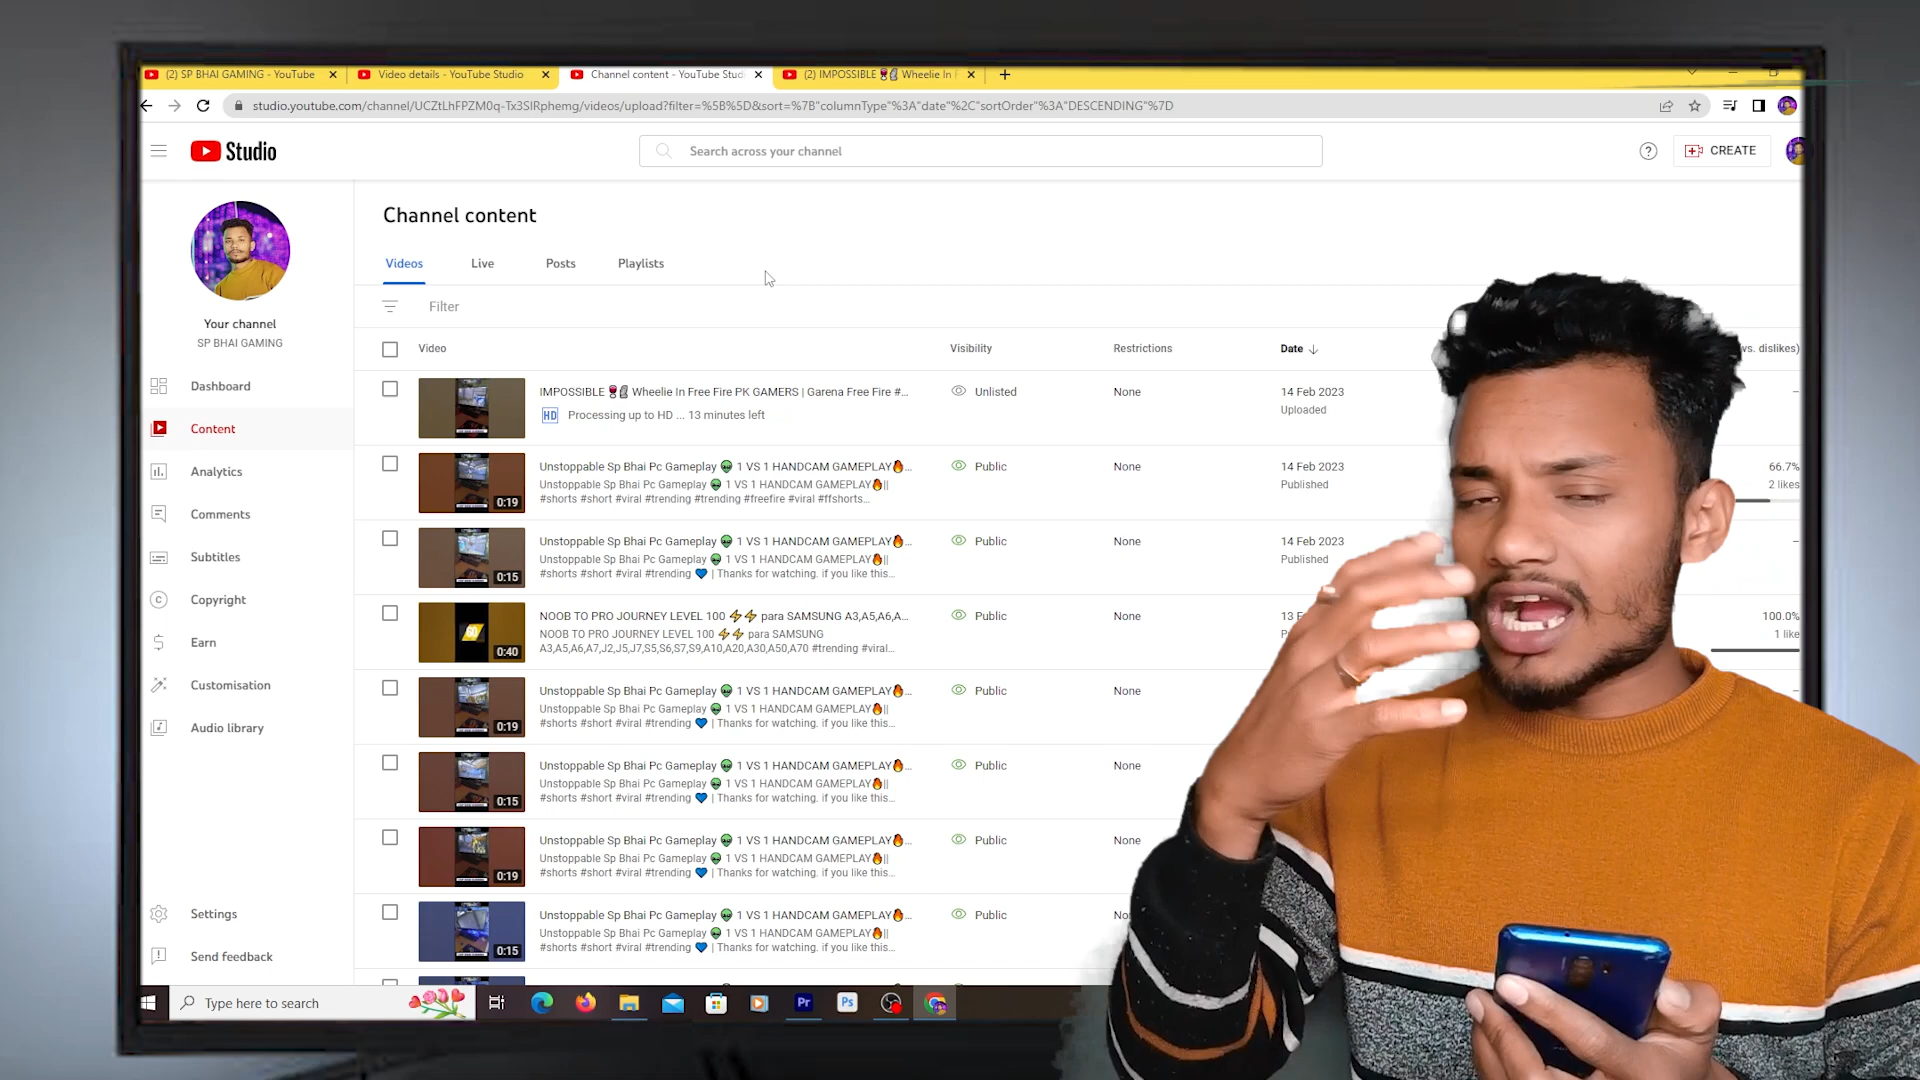 (2) SP BHAI GAMING - YouTube
Video details - YouTube Studio
Channel content - YouTube Stud
(2) IMPOSSIBLE 🍷🗿 Wheelie In F
studio.youtube.com/channel/UCZtLhFPZM0q-Tx3SlRphemg/videos/upload?filter=%5B%5D&sort=%7B"columnType"%3A"date"%2C"sortOrder"%3A"DESCENDING"%7D
Studio
Search across your channel
CREATE
Channel content
Videos
Live
Posts
Playlists
Your channel
SP BHAI GAMING
Dashboard
Content
Analytics
Comments
Subtitles
Copyright
Earn
Customisation
Audio library
Settings
Send feedback
Filter
Video
Visibility
Restrictions
Date
vs. dislikes)
IMPOSSIBLE 🍷🗿 Wheelie In Free Fire PK GAMERS | Garena Free Fire #...
HD Processing up to HD ... 13 minutes left
Unlisted
None
14 Feb 2023
Uploaded
–
0:19
Unstoppable Sp Bhai Pc Gameplay 👽 1 VS 1 HANDCAM GAMEPLAY🔥...
Unstoppable Sp Bhai Pc Gameplay 👽 1 VS 1 HANDCAM GAMEPLAY🔥||
#shorts #short #viral #trending #trending #freefire #viral #ffshorts...
Public
None
14 Feb 2023
Published
66.7%
2 likes
0:15
Unstoppable Sp Bhai Pc Gameplay 👽 1 VS 1 HANDCAM GAMEPLAY🔥...
Unstoppable Sp Bhai Pc Gameplay 👽 1 VS 1 HANDCAM GAMEPLAY🔥||
#shorts #short #viral #trending 💙 | Thanks for watching. if you like this...
Public
None
14 Feb 2023
Published
–
0:40
NOOB TO PRO JOURNEY LEVEL 100 ⚡⚡ para SAMSUNG A3,A5,A6,A...
NOOB TO PRO JOURNEY LEVEL 100 ⚡⚡ para SAMSUNG
A3,A5,A6,A7,J2,J5,J7,S5,S6,S7,S9,A10,A20,A30,A50,A70 #trending #viral...
Public
None
13 F
100.0%
1 like
0:19
Unstoppable Sp Bhai Pc Gameplay 👽 1 VS 1 HANDCAM GAMEPLAY🔥...
Unstoppable Sp Bhai Pc Gameplay 👽 1 VS 1 HANDCAM GAMEPLAY🔥||
#shorts #short #viral #trending 💙 | Thanks for watching. if you like this...
Public
None
–
0:15
Unstoppable Sp Bhai Pc Gameplay 👽 1 VS 1 HANDCAM GAMEPLAY🔥...
Unstoppable Sp Bhai Pc Gameplay 👽 1 VS 1 HANDCAM GAMEPLAY🔥||
#shorts #short #viral #trending 💙 | Thanks for watching. if you like this...
Public
None
0:19
Unstoppable Sp Bhai Pc Gameplay 👽 1 VS 1 HANDCAM GAMEPLAY🔥...
Unstoppable Sp Bhai Pc Gameplay 👽 1 VS 1 HANDCAM GAMEPLAY🔥||
#shorts #short #viral #trending 💙 | Thanks for watching. if you like this...
Public
None
0:15
Unstoppable Sp Bhai Pc Gameplay 👽 1 VS 1 HANDCAM GAMEPLAY🔥...
Unstoppable Sp Bhai Pc Gameplay 👽 1 VS 1 HANDCAM GAMEPLAY🔥||
#shorts #short #viral #trending 💙 | Thanks for watching. if you like this...
Public
Type here to search
Pr
Ps